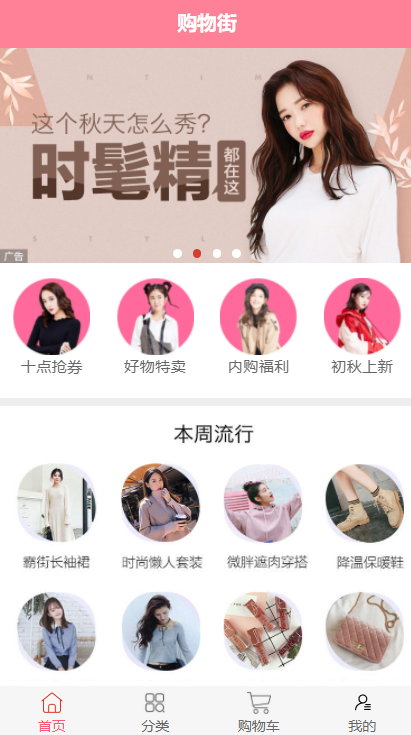 购物街
N T I M
这个秋天怎么秀?
时髦精
都在这
S T Y L
广告
十点抢券
好物特卖
内购福利
初秋上新
本周流行
霸街长袖裙
时尚懒人套装
微胖遮肉穿搭
降温保暖鞋
首页
分类
购物车
我的